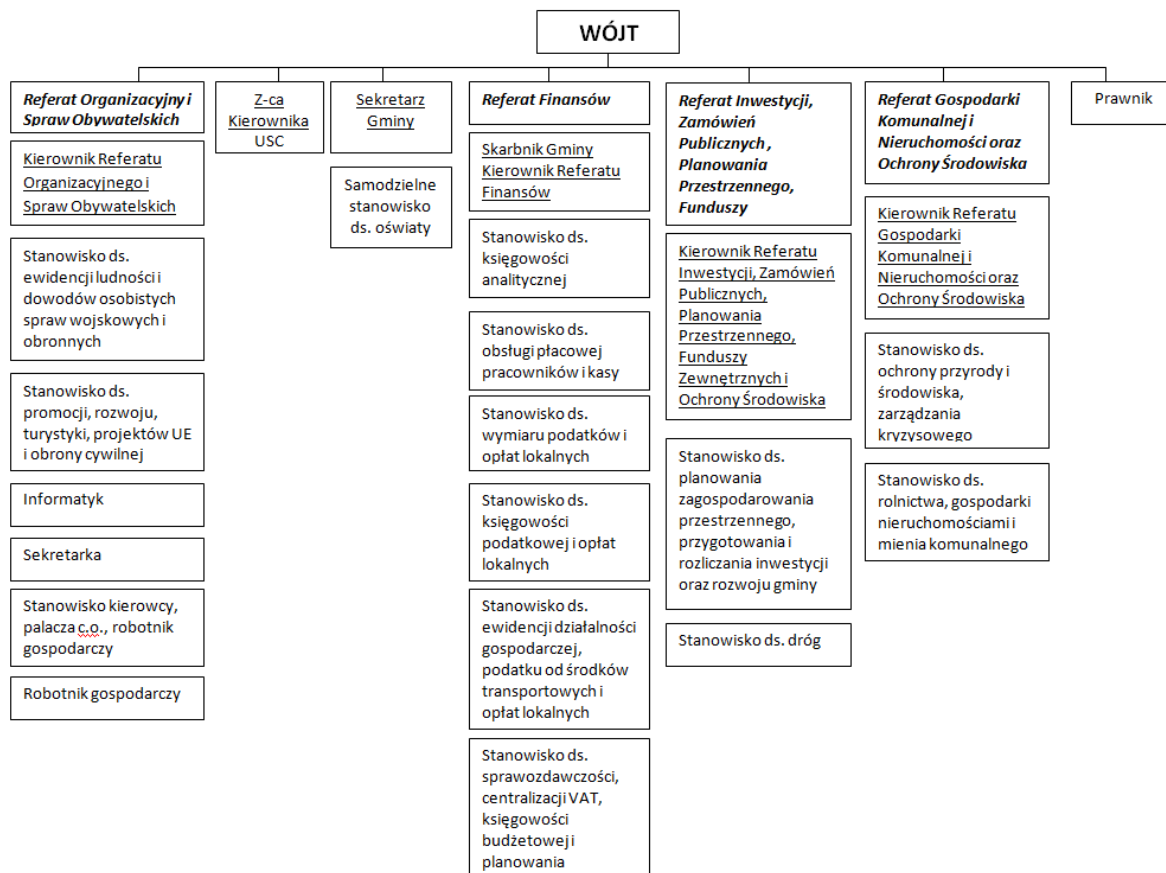 WÓJT
Referat Organizacyjny i
Spraw Obywatelskich
Kierownik Referatu
Organizacyjnego i
Spraw Obywatelskich
Stanowisko ds.
ewidencji ludności i
dowodów osobistych
spraw wojskowych i
obronnych
Stanowisko ds.
promocji, rozwoju,
turystyki, projektów UE
i obrony cywilnej
Informatyk
Sekretarka
Stanowisko kierowcy,
palacza c.o., robotnik
gospodarczy
Robotnik gospodarczy
Z-ca
Kierownika
USC
Sekretarz
Gminy
Samodzielne
stanowisko
ds. oświaty
Referat Finansów
Skarbnik Gminy
Kierownik Referatu
Finansów
Stanowisko ds.
księgowości
analitycznej
Stanowisko ds.
obsługi płacowej
pracowników i kasy
Stanowisko ds.
wymiaru podatków i
opłat lokalnych
Stanowisko ds.
księgowości
podatkowej i opłat
lokalnych
Stanowisko ds.
ewidencji działalności
gospodarczej,
podatku od środków
transportowych i
opłat lokalnych
Stanowisko ds.
sprawozdawczości,
centralizacji VAT,
księgowości
budżetowej i
planowania
Referat Inwestycji,
Zamówień
Publicznych ,
Planowania
Przestrzennego,
Funduszy
Kierownik Referatu
Inwestycji, Zamówień
Publicznych,
Planowania
Przestrzennego,
Funduszy
Zewnętrznych i
Ochrony Środowiska
Stanowisko ds.
planowania
zagospodarowania
przestrzennego,
przygotowania i
rozliczania inwestycji
oraz rozwoju gminy
Stanowisko ds. dróg
Referat Gospodarki
Komunalnej i
Nieruchomości oraz
Ochrony Środowiska
Kierownik Referatu
Gospodarki
Komunalnej i
Nieruchomości oraz
Ochrony Środowiska
Stanowisko ds.
ochrony przyrody i
środowiska,
zarządzania
kryzysowego
Stanowisko ds.
rolnictwa, gospodarki
nieruchomościami i
mienia komunalnego
Prawnik